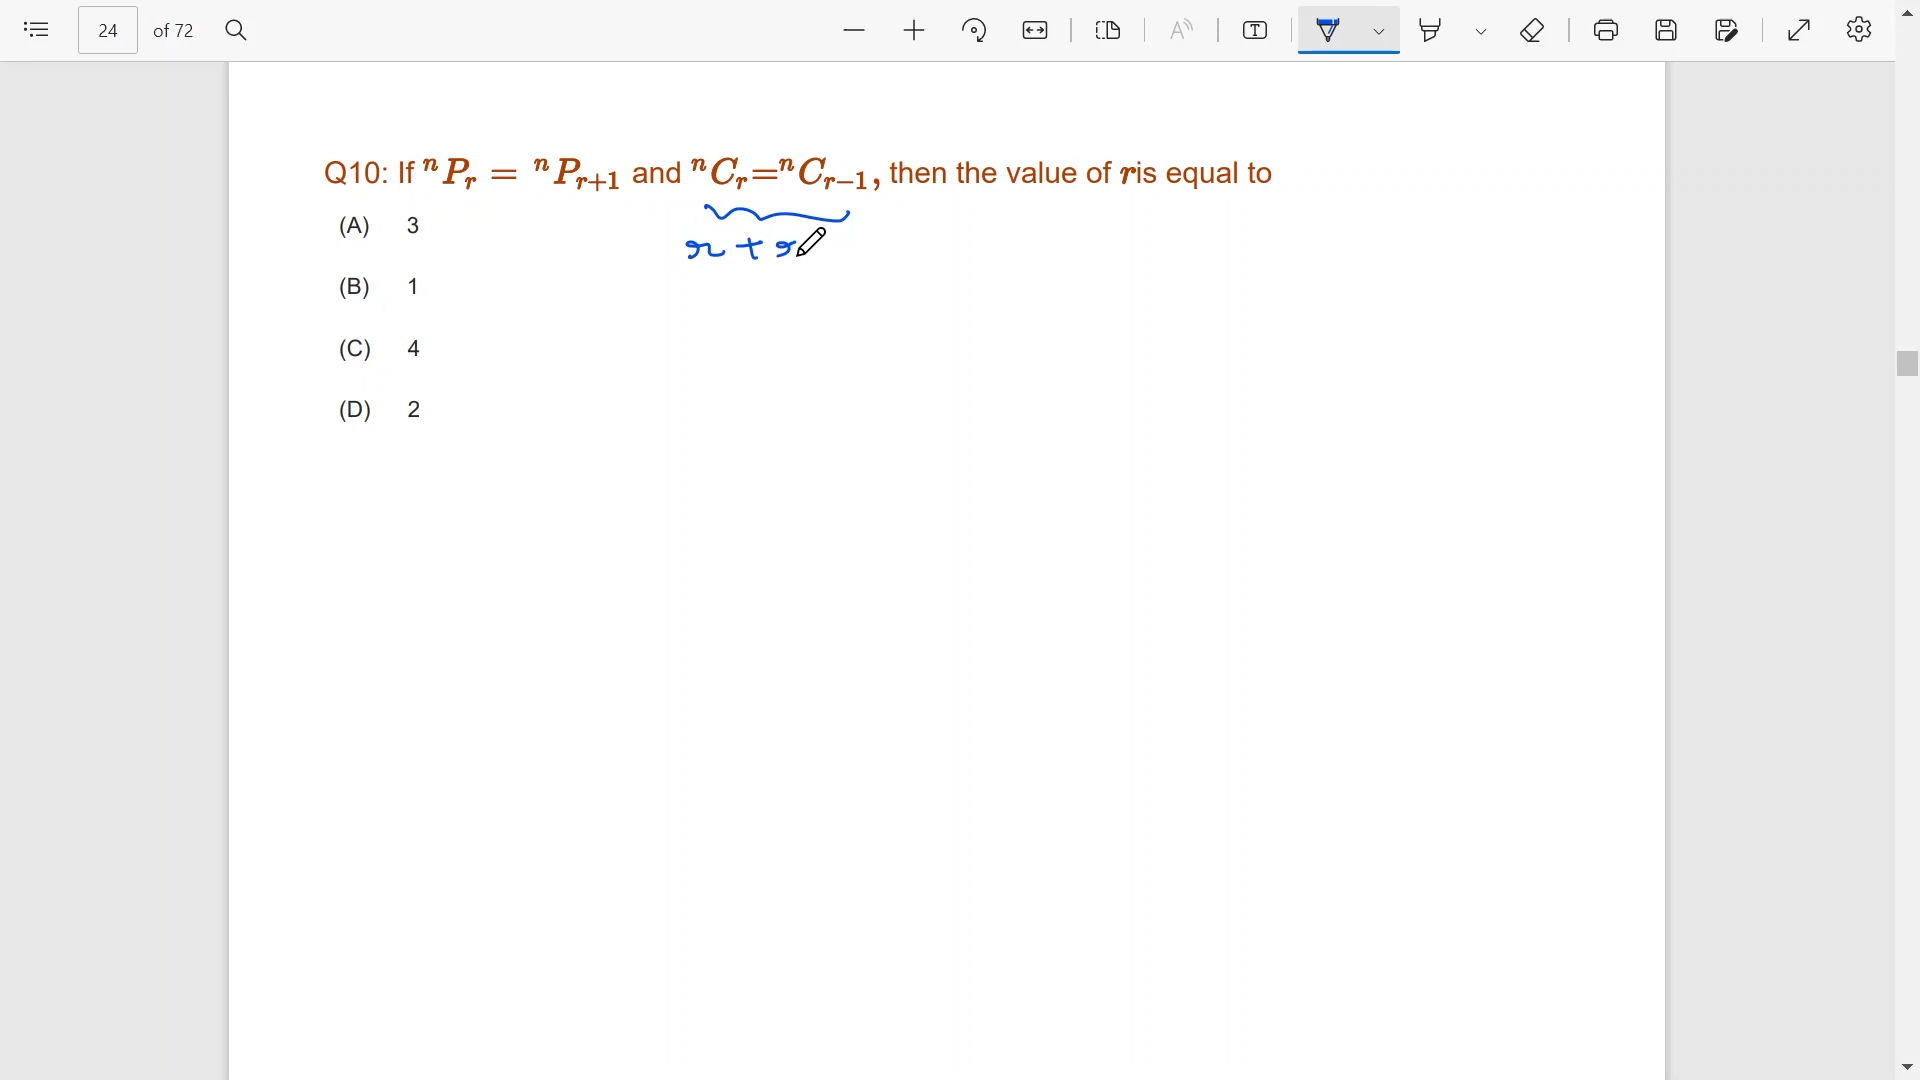 24 of 72
Q10: If ⁿPᵣ = ⁿPᵣ₊₁ and ⁿCᵣ=ⁿCᵣ₋₁, then the value of r is equal to
r + r
(A) 3
(B) 1
(C) 4
(D) 2